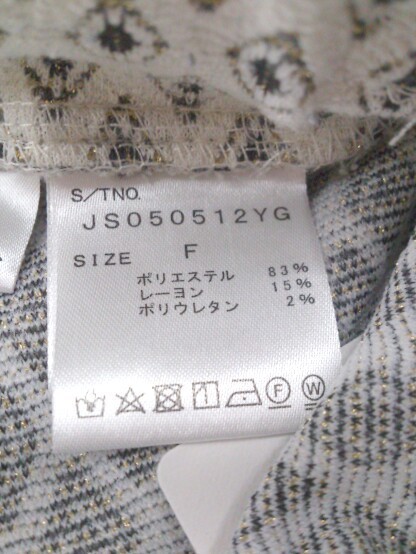 S/TNO.
JS050512YG
SIZE F
ポリエステル 83%
レーヨン 15%
ポリウレタン 2%
F W